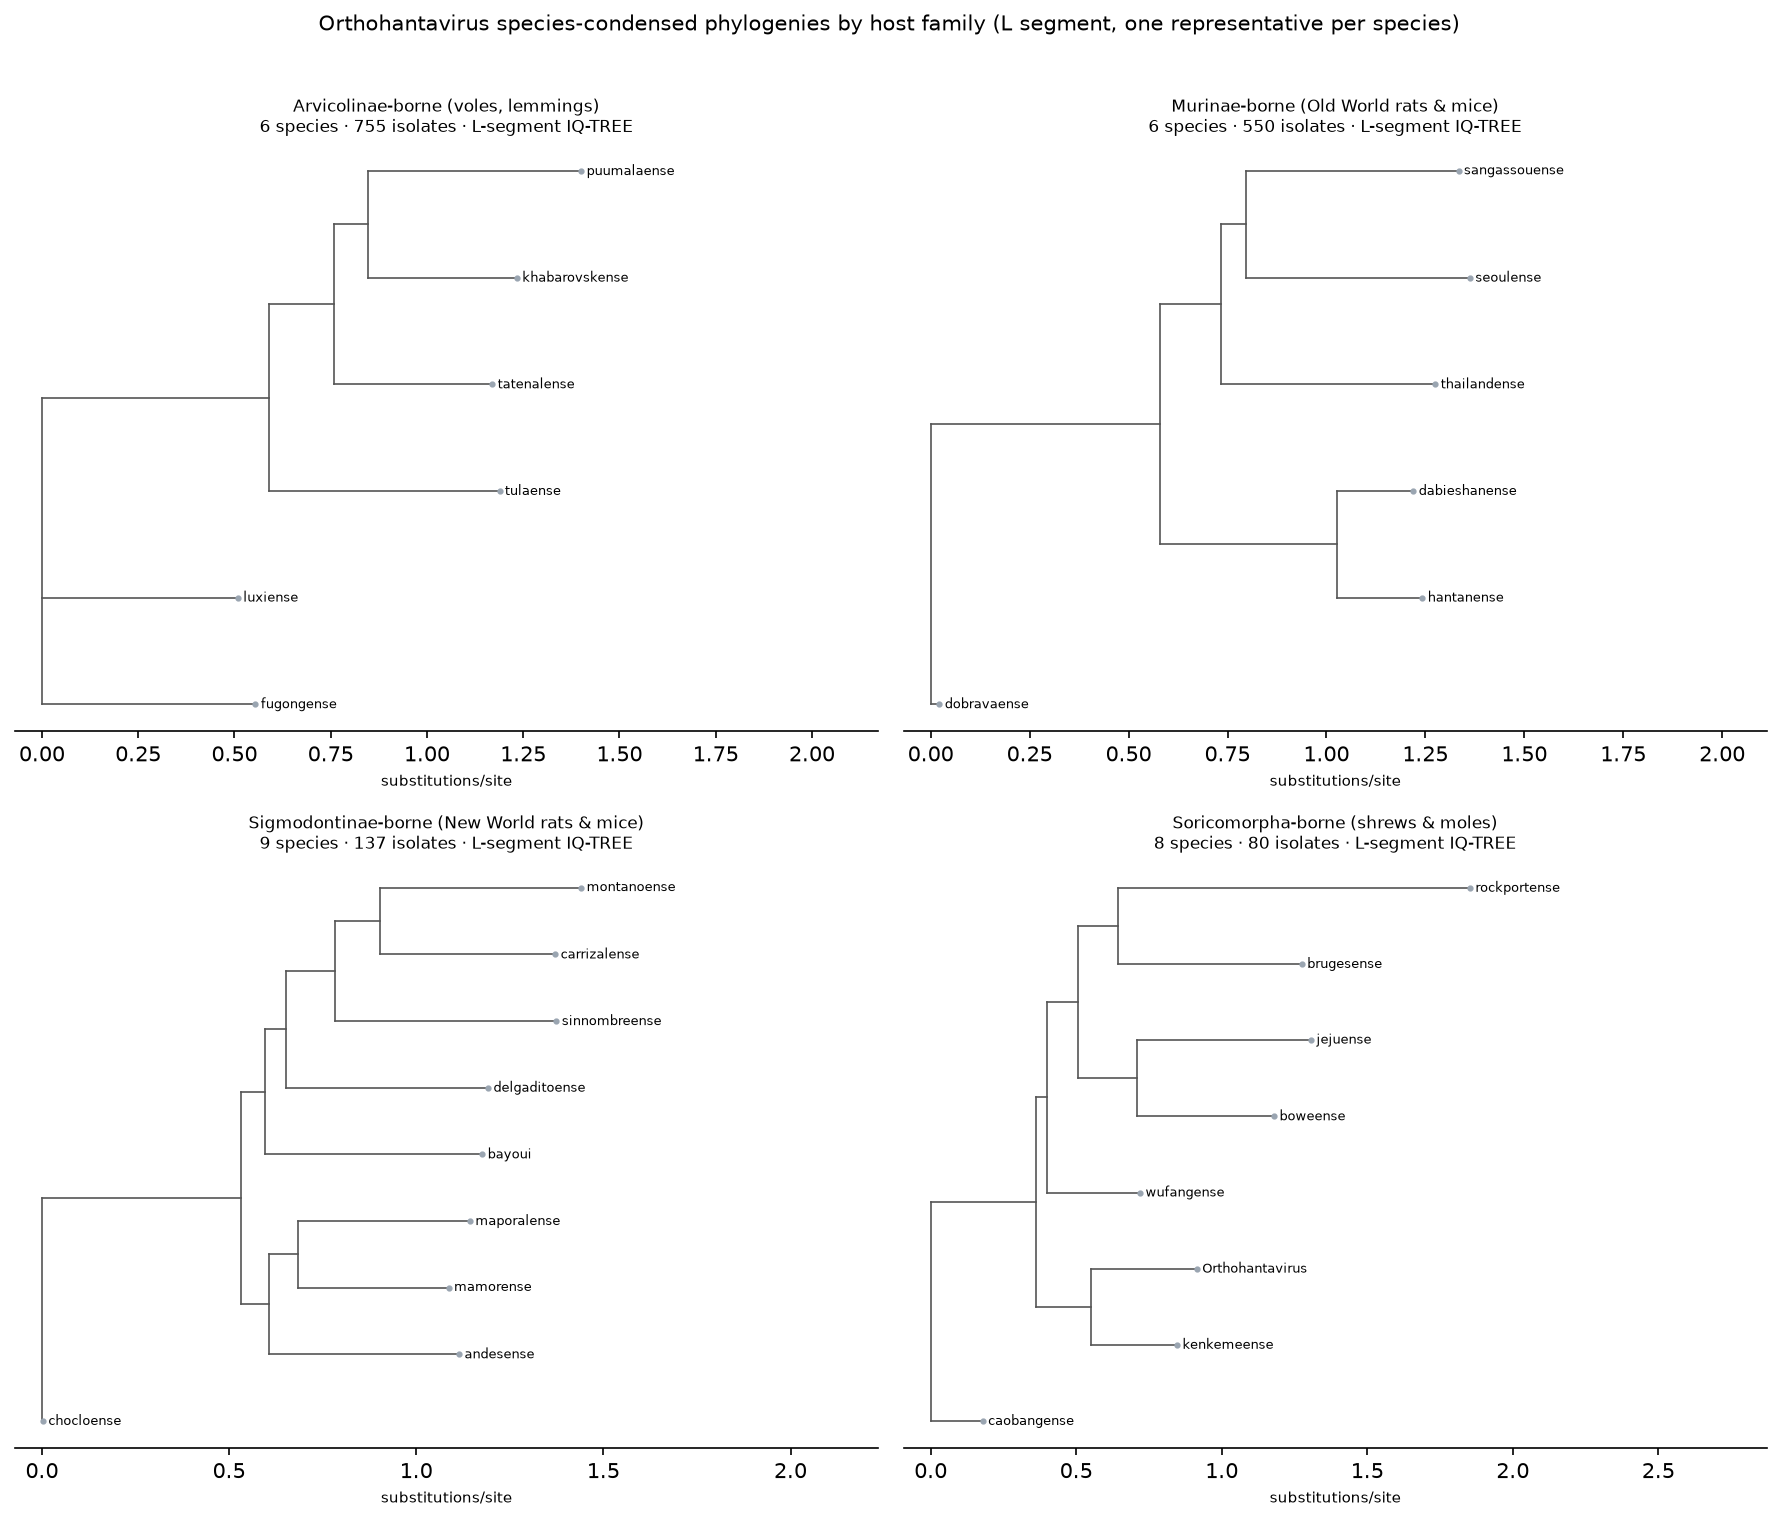 Orthohantavirus species-condensed phylogenies by host family (L segment, one representative per species)
Arvicolinae-borne (voles, lemmings)
6 species · 755 isolates · L-segment IQ-TREE
puumalaense
khabarovskense
tatenalense
tulaense
luxiense
fugongense
0.00 0.25 0.50 0.75 1.00 1.25 1.50 1.75 2.00
substitutions/site
Murinae-borne (Old World rats & mice)
6 species · 550 isolates · L-segment IQ-TREE
sangassouense
seoulense
thailandense
dabieshanense
hantanense
dobravaense
0.00 0.25 0.50 0.75 1.00 1.25 1.50 1.75 2.00
substitutions/site
Sigmodontinae-borne (New World rats & mice)
9 species · 137 isolates · L-segment IQ-TREE
montanoense
carrizalense
sinnombreense
delgaditoense
bayoui
maporalense
mamorense
andesense
chocloense
0.0 0.5 1.0 1.5 2.0
substitutions/site
Soricomorpha-borne (shrews & moles)
8 species · 80 isolates · L-segment IQ-TREE
rockportense
brugesense
jejuense
boweense
wufangense
Orthohantavirus
kenkemeense
caobangense
0.0 0.5 1.0 1.5 2.0 2.5
substitutions/site